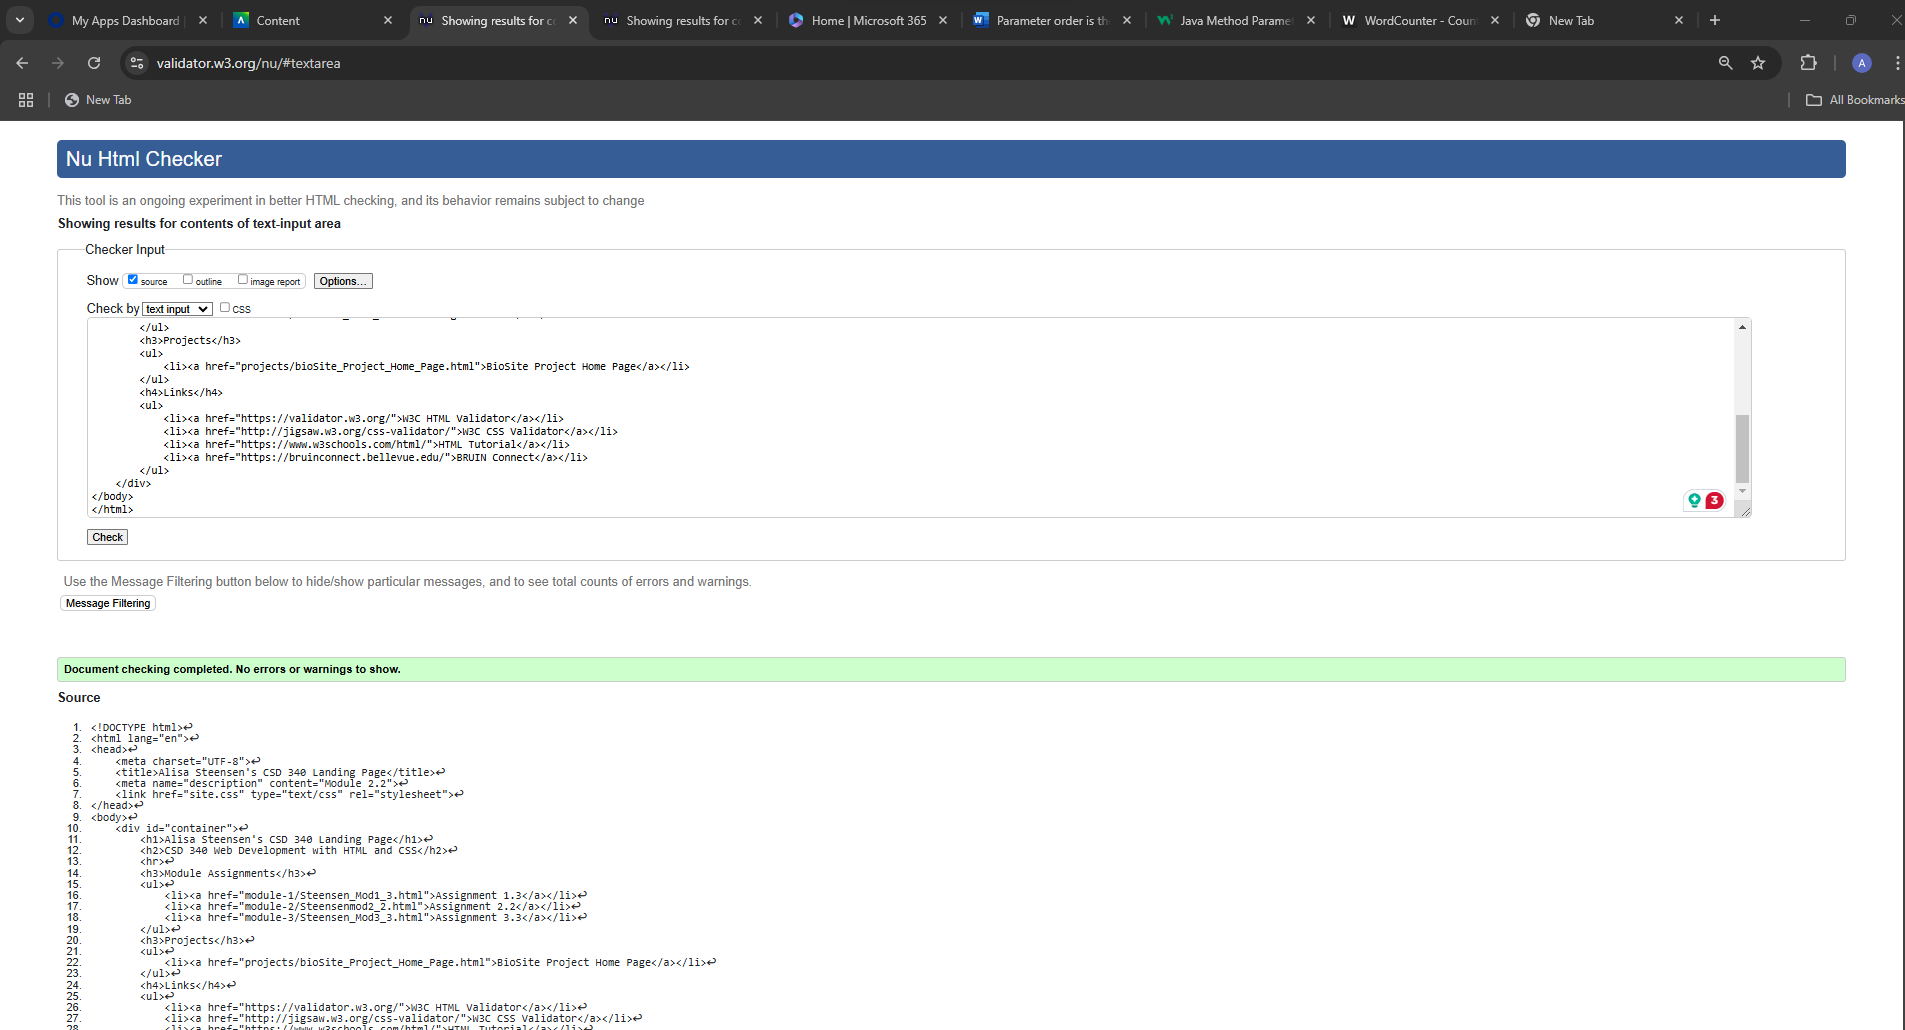 My Apps Dashboard
Content
Showing results for co
Showing results for co
Home | Microsoft 365
Parameter order is th
Java Method Parame
WordCounter - Coun
New Tab
validator.w3.org/nu/#textarea
A
New Tab
All Bookmarks
Nu Html Checker
This tool is an ongoing experiment in better HTML checking, and its behavior remains subject to change
Showing results for contents of text-input area
Checker Input
Show source outline image report Options...
Check by text input CSS
</ul>
<h3>Projects</h3>
<ul>
<li><a href="projects/bioSite_Project_Home_Page.html">BioSite Project Home Page</a></li>
</ul>
<h4>Links</h4>
<ul>
<li><a href="https://validator.w3.org/">W3C HTML Validator</a></li>
<li><a href="http://jigsaw.w3.org/css-validator/">W3C CSS Validator</a></li>
<li><a href="https://www.w3schools.com/html/">HTML Tutorial</a></li>
<li><a href="https://bruinconnect.bellevue.edu/">BRUIN Connect</a></li>
</ul>
</div>
</body>
</html>
3
Check
Use the Message Filtering button below to hide/show particular messages, and to see total counts of errors and warnings.
Message Filtering
Document checking completed. No errors or warnings to show.
Source
1. <!DOCTYPE html>↩
2. <html lang="en">↩
3. <head>↩
4. <meta charset="UTF-8">↩
5. <title>Alisa Steensen's CSD 340 Landing Page</title>↩
6. <meta name="description" content="Module 2.2">↩
7. <link href="site.css" type="text/css" rel="stylesheet">↩
8. </head>↩
9. <body>↩
10. <div id="container">↩
11. <h1>Alisa Steensen's CSD 340 Landing Page</h1>↩
12. <h2>CSD 340 Web Development with HTML and CSS</h2>↩
13. <hr>↩
14. <h3>Module Assignments</h3>↩
15. <ul>↩
16. <li><a href="module-1/Steensen_Mod1_3.html">Assignment 1.3</a></li>↩
17. <li><a href="module-2/Steensenmod2_2.html">Assignment 2.2</a></li>↩
18. <li><a href="module-3/Steensen_Mod3_3.html">Assignment 3.3</a></li>↩
19. </ul>↩
20. <h3>Projects</h3>↩
21. <ul>↩
22. <li><a href="projects/bioSite_Project_Home_Page.html">BioSite Project Home Page</a></li>↩
23. </ul>↩
24. <h4>Links</h4>↩
25. <ul>↩
26. <li><a href="https://validator.w3.org/">W3C HTML Validator</a></li>↩
27. <li><a href="http://jigsaw.w3.org/css-validator/">W3C CSS Validator</a></li>↩
28. <li><a href="https://www.w3schools.com/html/">HTML Tutorial</a></li>↩